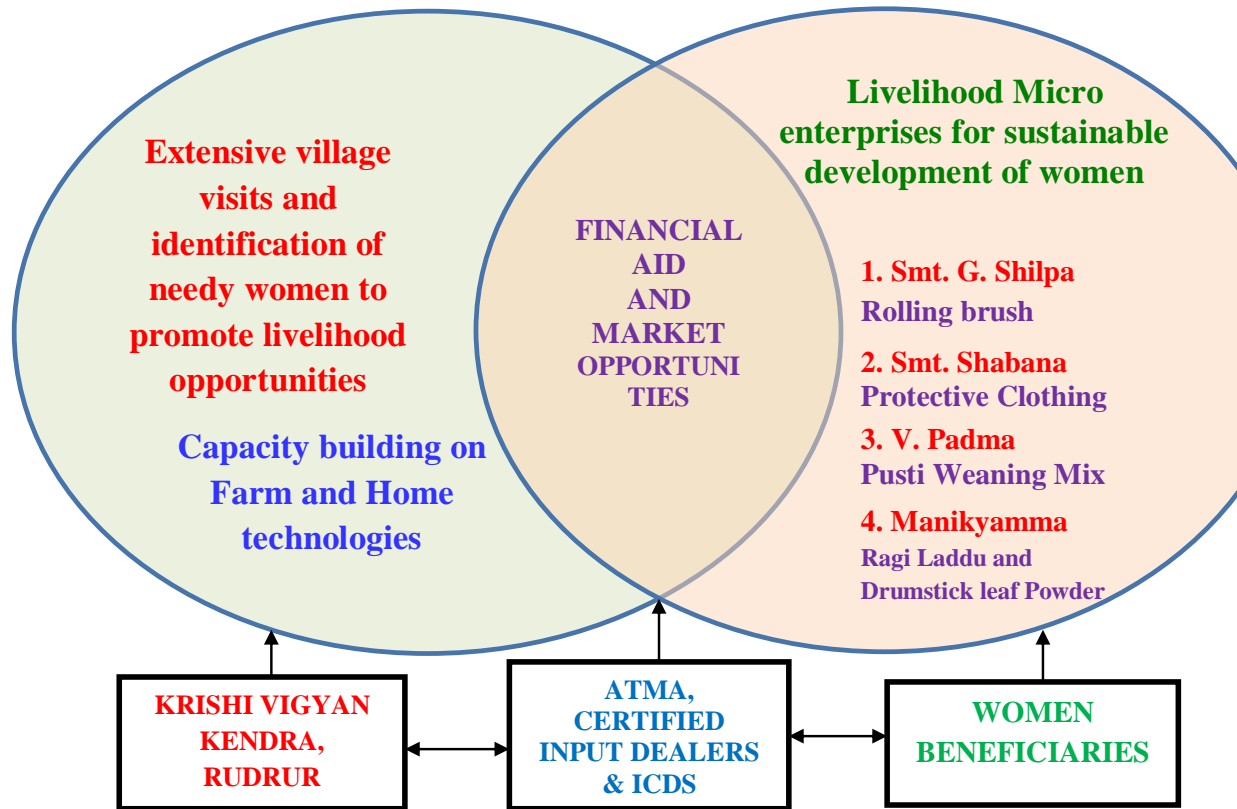 Extensive village
visits and
identification of
needy women to
promote livelihood
opportunities
Capacity building on
Farm and Home
technologies
FINANCIAL
AID
AND
MARKET
OPPORTUNI
TIES
Livelihood Micro
enterprises for sustainable
development of women
1. Smt. G. Shilpa
Rolling brush
2. Smt. Shabana
Protective Clothing
3. V. Padma
Pusti Weaning Mix
4. Manikyamma
Ragi Laddu and
Drumstick leaf Powder
KRISHI VIGYAN
KENDRA,
RUDRUR
ATMA,
CERTIFIED
INPUT DEALERS
& ICDS
WOMEN
BENEFICIARIES